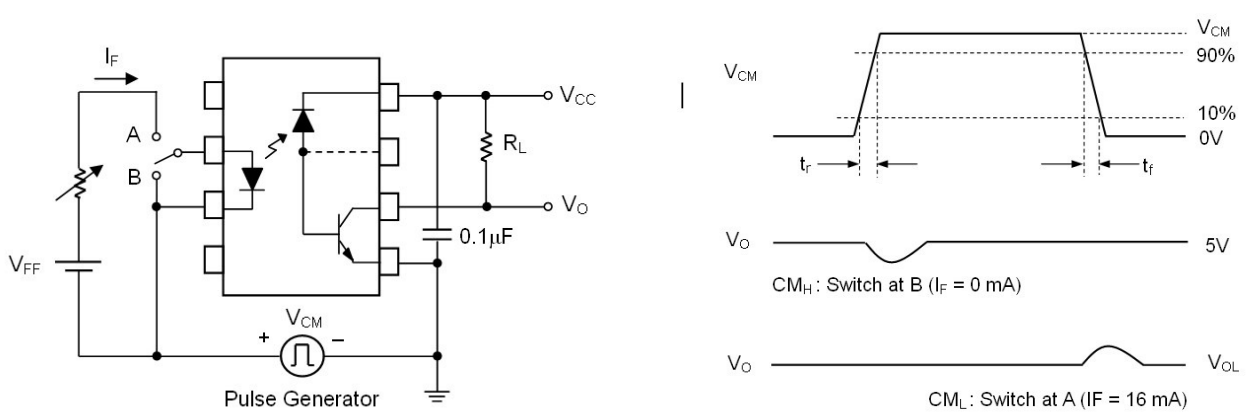 I_F
A
B
V_FF
V_CC
R_L
V_O
0.1μF
V_CM
+ −
Pulse Generator
V_CM
V_CM
90%
10%
0V
t_r
t_f
V_O
5V
CM_H : Switch at B (I_F = 0 mA)
V_O
V_OL
CM_L : Switch at A (IF = 16 mA)